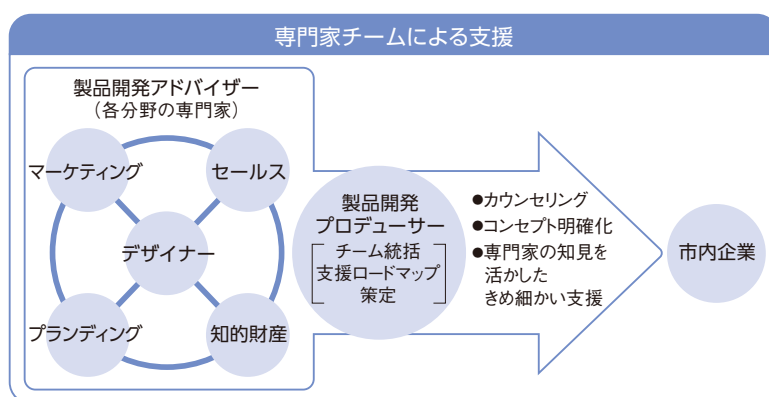 専門家チームによる支援
製品開発アドバイザー
（各分野の専門家）
マーケティング
セールス
デザイナー
ブランディング
知的財産
製品開発
プロデューサー
チーム統括
支援ロードマップ
策定
●カウンセリング
●コンセプト明確化
●専門家の知見を
活かした
きめ細かい支援
市内企業